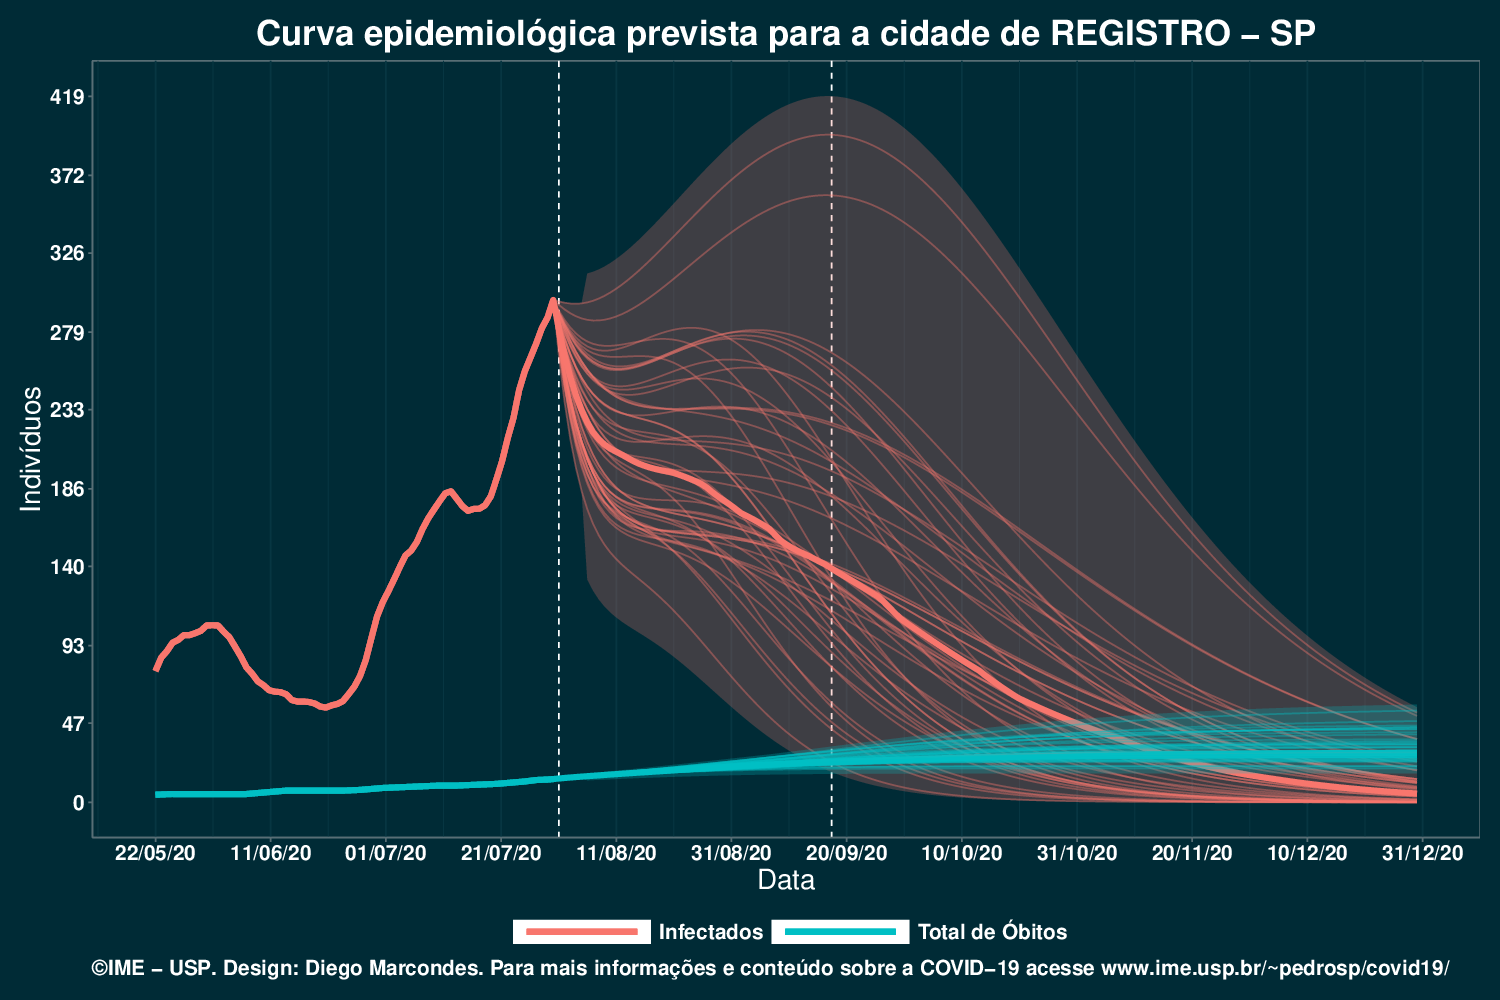 Curva epidemiológica prevista para a cidade de REGISTRO – SP
419
372
326
279
233
186
140
93
47
0
Indivíduos
22/05/20 11/06/20 01/07/20 21/07/20 11/08/20 31/08/20 20/09/20 10/10/20 31/10/20 20/11/20 10/12/20 31/12/20
Data
Infectados Total de Óbitos
©IME – USP. Design: Diego Marcondes. Para mais informações e conteúdo sobre a COVID–19 acesse www.ime.usp.br/~pedrosp/covid19/